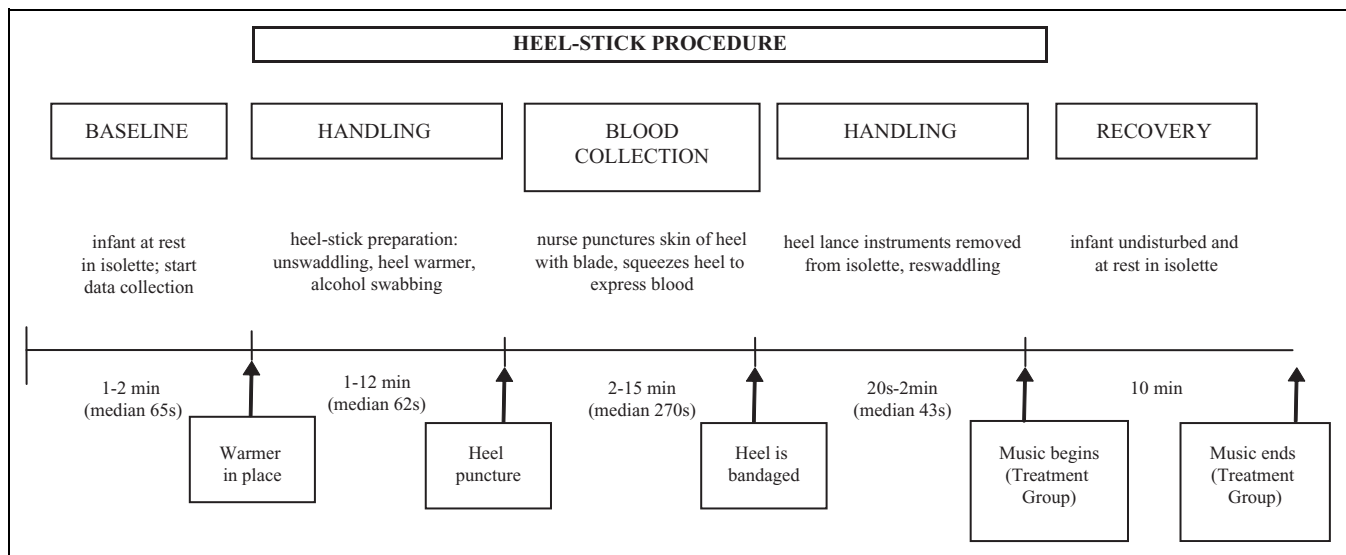 HEEL-STICK PROCEDURE
BASELINE
HANDLING
BLOOD
COLLECTION
HANDLING
RECOVERY
infant at rest
in isolette; start
data collection
heel-stick preparation:
unswaddling, heel warmer,
alcohol swabbing
nurse punctures skin of heel
with blade, squeezes heel to
express blood
heel lance instruments removed
from isolette, reswaddling
infant undisturbed and
at rest in isolette
1-2 min
(median 65s)
1-12 min
(median 62s)
2-15 min
(median 270s)
20s-2min
(median 43s)
10 min
Warmer
in place
Heel
puncture
Heel is
bandaged
Music begins
(Treatment
Group)
Music ends
(Treatment
Group)